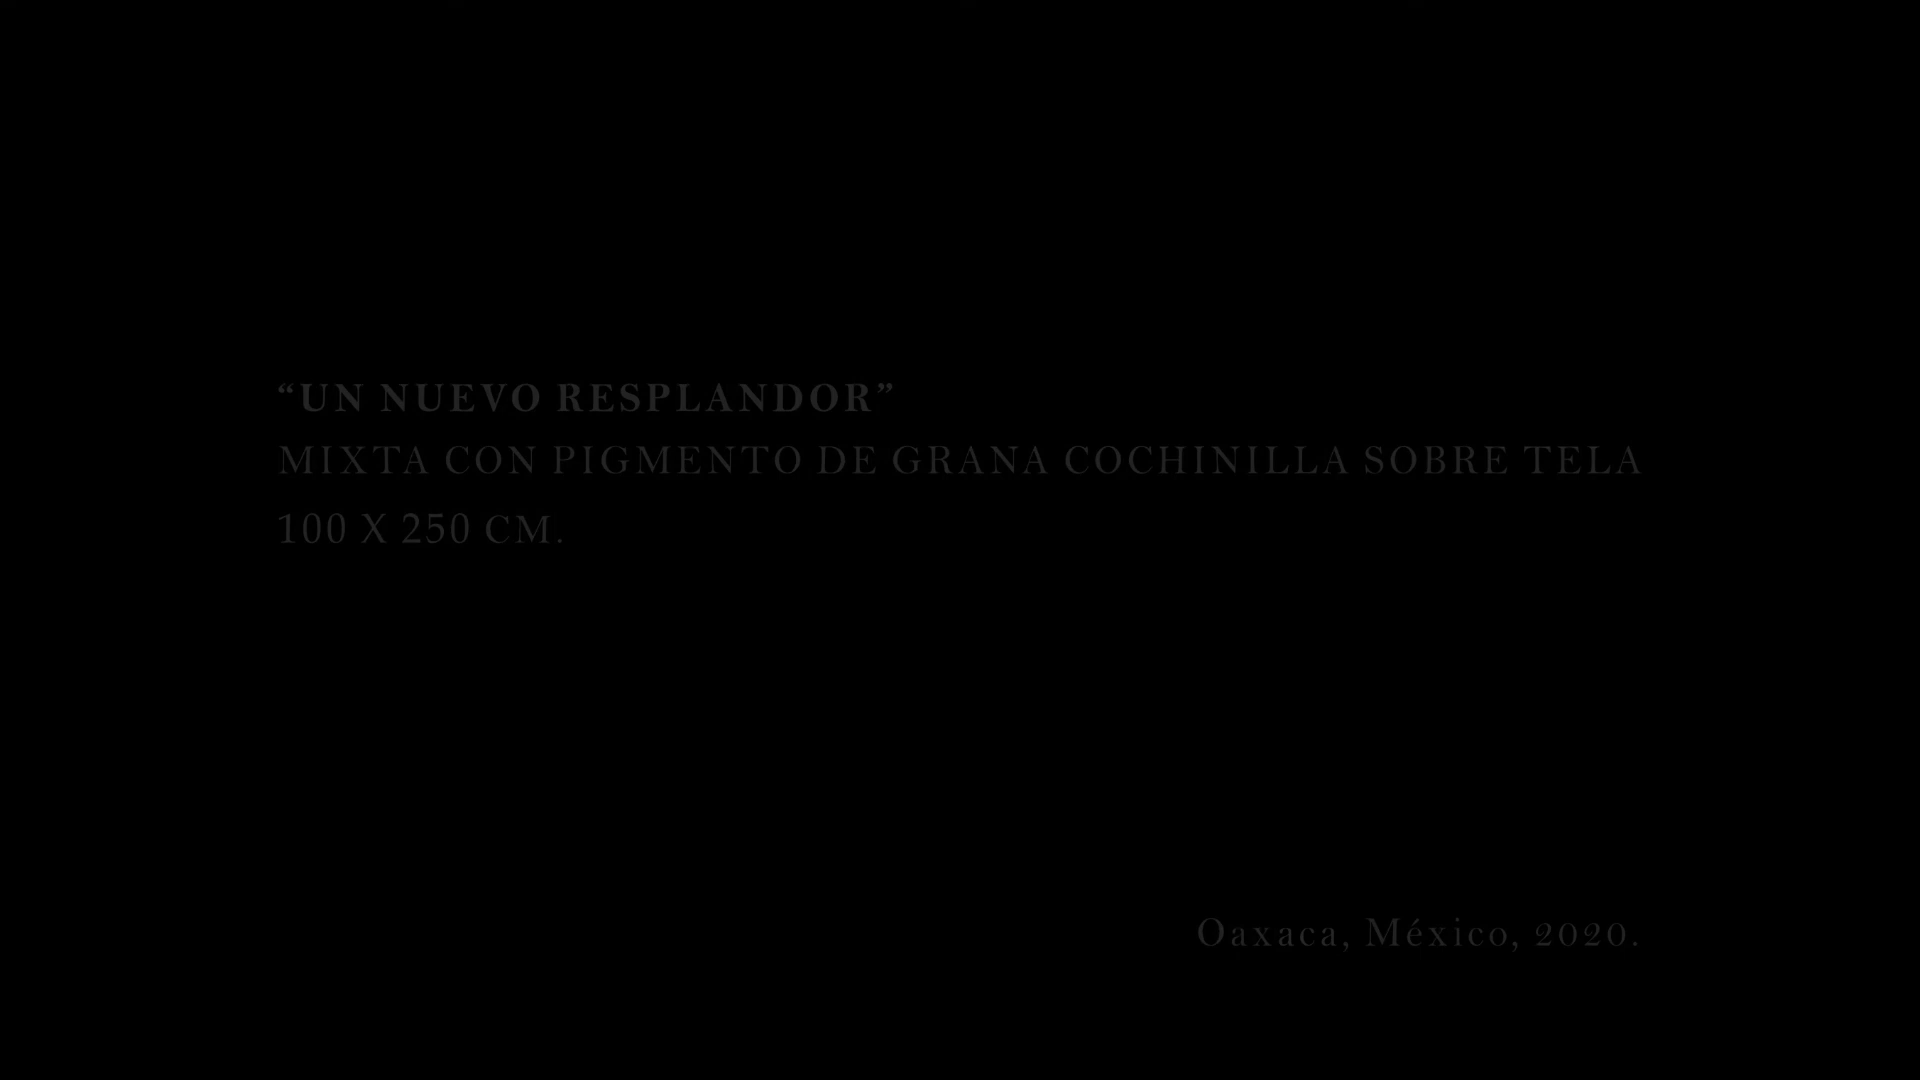 “UN NUEVO RESPLANDOR”
MIXTA CON PIGMENTO DE GRANA COCHINILLA SOBRE TELA
100 X 250 CM.
Oaxaca, México, 2020.